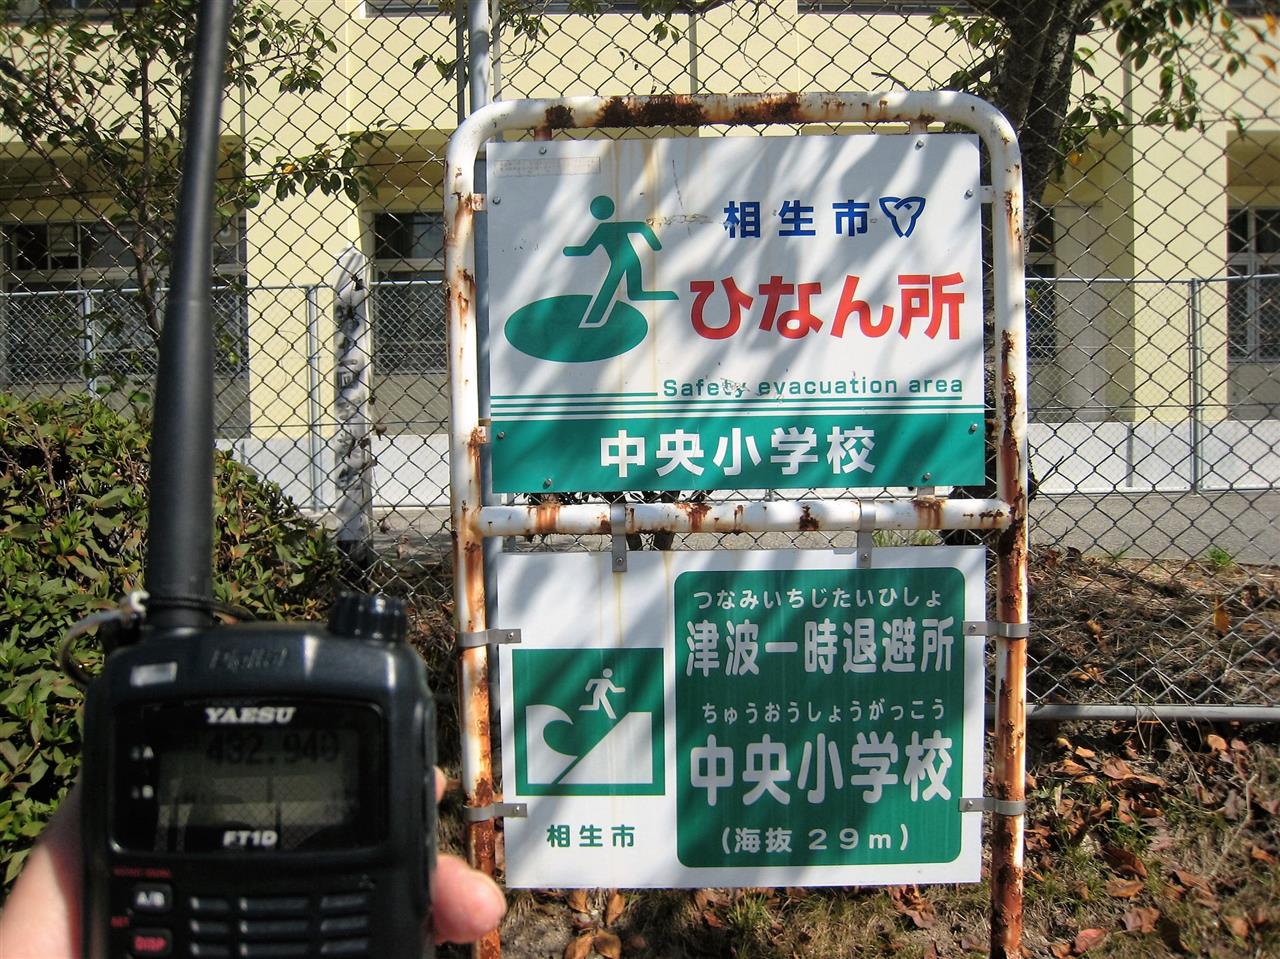 相生市
ひなん所
Safety evacuation area
中央小学校
つなみいちじたいひしょ
津波一時退避所
ちゅうおうしょうがっこう
中央小学校
(海抜 29m)
相生市
Digital
YAESU
A
432.940
B
FT1D
A/B
DISP